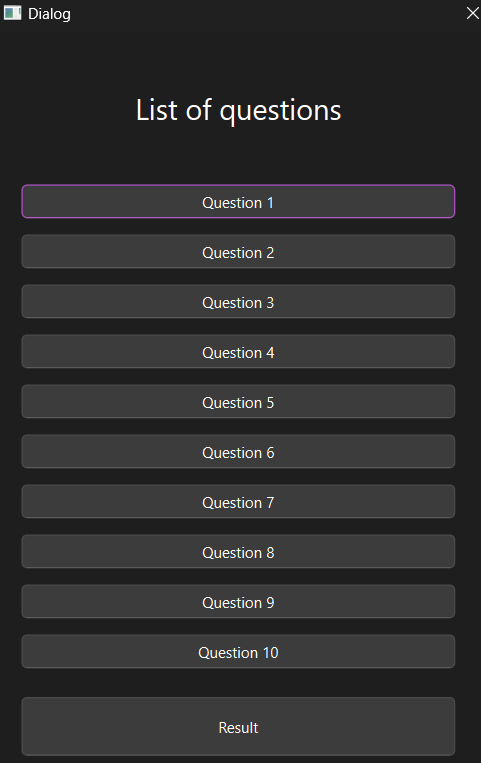 Dialog
List of questions
Question 1
Question 2
Question 3
Question 4
Question 5
Question 6
Question 7
Question 8
Question 9
Question 10
Result